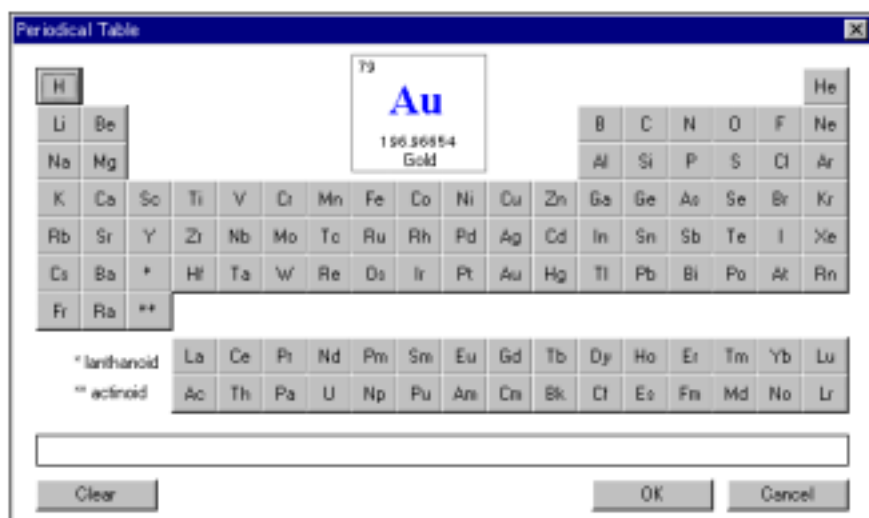 Periodical Table
79
Au
196.96654
Gold
H He
Li Be B C N O F Ne
Na Mg Al Si P S Cl Ar
K Ca Sc Ti V Cr Mn Fe Co Ni Cu Zn Ga Ge As Se Br Kr
Rb Sr Y Zr Nb Mo Tc Ru Rh Pd Ag Cd In Sn Sb Te I Xe
Cs Ba * Hf Ta W Re Os Ir Pt Au Hg Tl Pb Bi Po At Rn
Fr Ra **
* lanthanoid La Ce Pr Nd Pm Sm Eu Gd Tb Dy Ho Er Tm Yb Lu
** actinoid Ac Th Pa U Np Pu Am Cm Bk Cf Es Fm Md No Lr
Clear OK Cancel